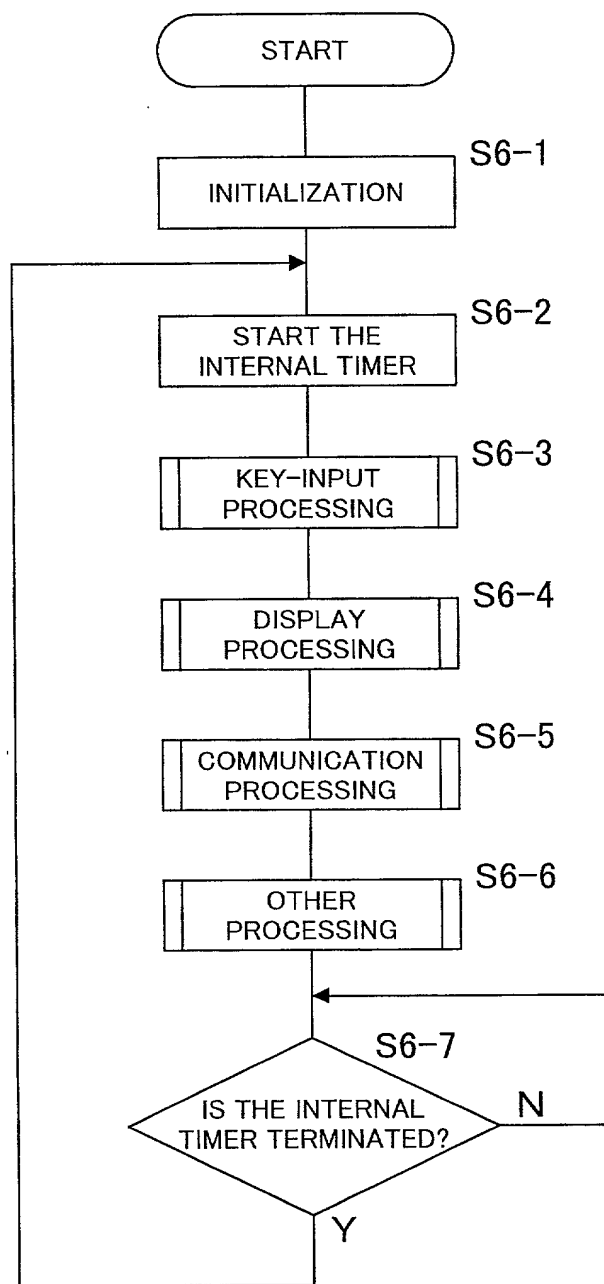 START
S6-1
INITIALIZATION
S6-2
START THE
INTERNAL TIMER
S6-3
KEY-INPUT
PROCESSING
S6-4
DISPLAY
PROCESSING
S6-5
COMMUNICATION
PROCESSING
S6-6
OTHER
PROCESSING
S6-7
IS THE INTERNAL
TIMER TERMINATED?
N
Y